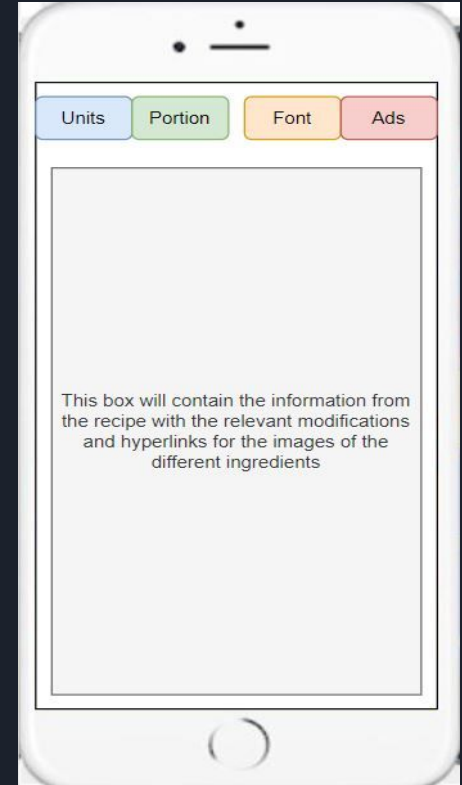 Units Portion Font Ads
This box will contain the information from
the recipe with the relevant modifications
and hyperlinks for the images of the
different ingredients